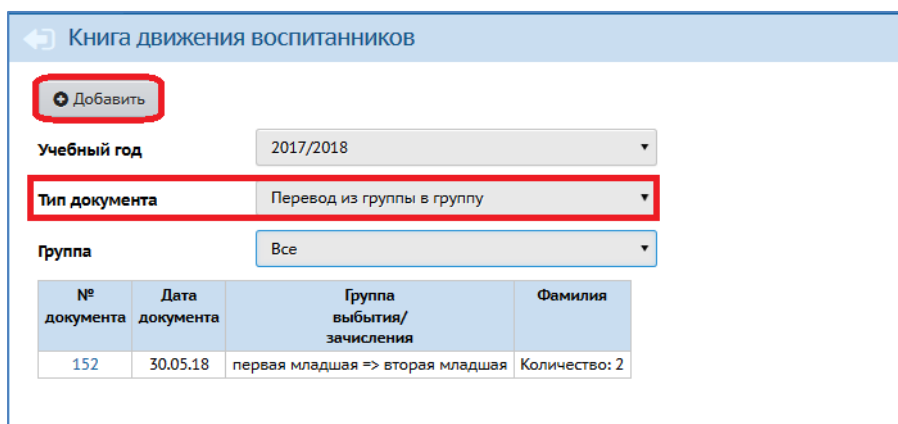 Книга движения воспитанников
Добавить
Учебный год 2017/2018
Тип документа Перевод из группы в группу
Группа Все
№ документа Дата документа Группа выбытия/ зачисления Фамилия
152 30.05.18 первая младшая => вторая младшая Количество: 2